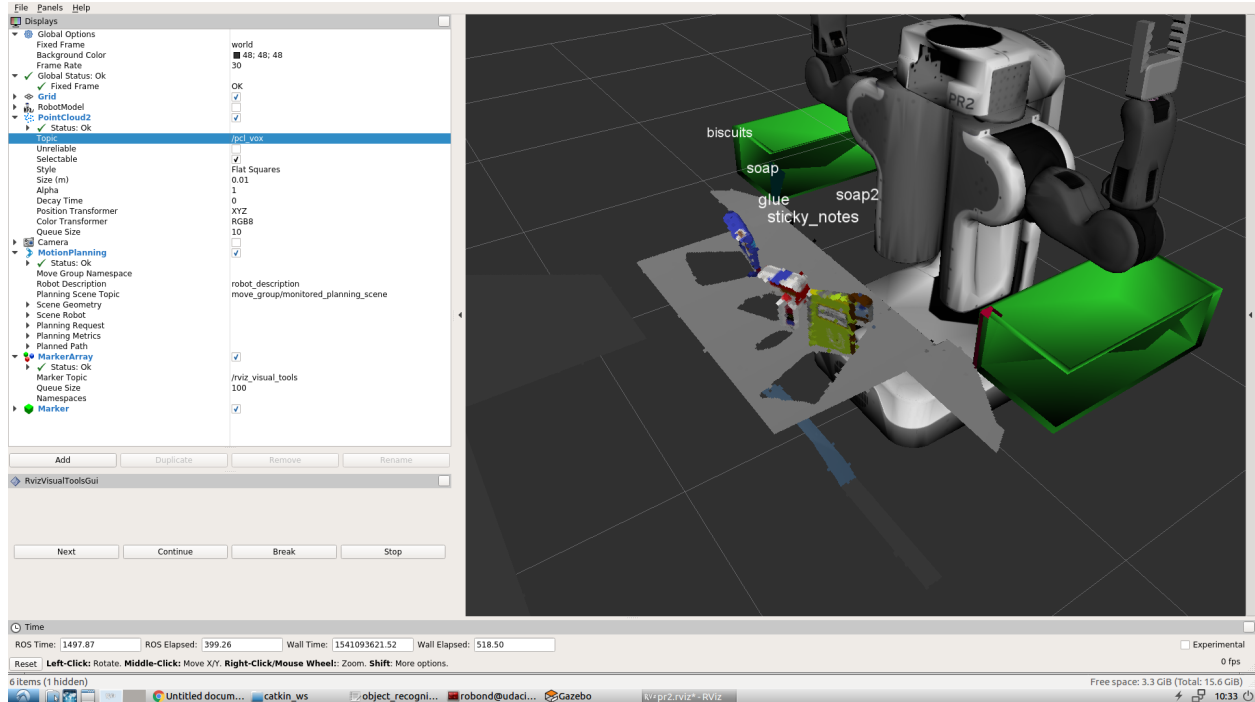 File Panels Help
Displays
Global Options
Fixed Frame world
Background Color 48; 48; 48
Frame Rate 30
Global Status: Ok
Fixed Frame OK
Grid
RobotModel
PointCloud2
Status: Ok
Topic /pcl_vox
Unreliable
Selectable
Style Flat Squares
Size (m) 0.01
Alpha 1
Decay Time 0
Position Transformer XYZ
Color Transformer RGB8
Queue Size 10
Camera
MotionPlanning
Status: Ok
Move Group Namespace
Robot Description robot_description
Planning Scene Topic move_group/monitored_planning_scene
Scene Geometry
Scene Robot
Planning Request
Planning Metrics
Planned Path
MarkerArray
Status: Ok
Marker Topic /rviz_visual_tools
Queue Size 100
Namespaces
Marker
Add Duplicate Remove Rename
RvizVisualToolsGui
Next Continue Break Stop
PR2
biscuits
soap
glue soap2
sticky_notes
Time
ROS Time: 1497.87 ROS Elapsed: 399.26 Wall Time: 1541093621.52 Wall Elapsed: 518.50 Experimental
Reset Left-Click: Rotate. Middle-Click: Move X/Y. Right-Click/Mouse Wheel:: Zoom. Shift: More options. 0 fps
6 items (1 hidden) Free space: 3.3 GiB (Total: 15.6 GiB)
Untitled docum... catkin_ws object_recogni... robond@udaci... Gazebo pr2.rviz* - RViz 10:33